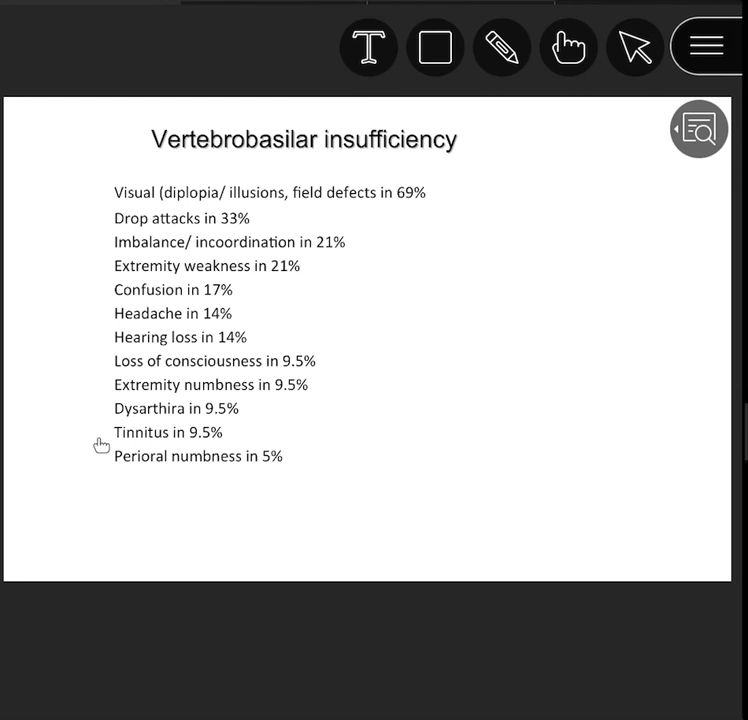 Vertebrobasilar insufficiency
Visual (diplopia/ illusions, field defects in 69%
Drop attacks in 33%
Imbalance/ incoordination in 21%
Extremity weakness in 21%
Confusion in 17%
Headache in 14%
Hearing loss in 14%
Loss of consciousness in 9.5%
Extremity numbness in 9.5%
Dysarthira in 9.5%
Tinnitus in 9.5%
Perioral numbness in 5%